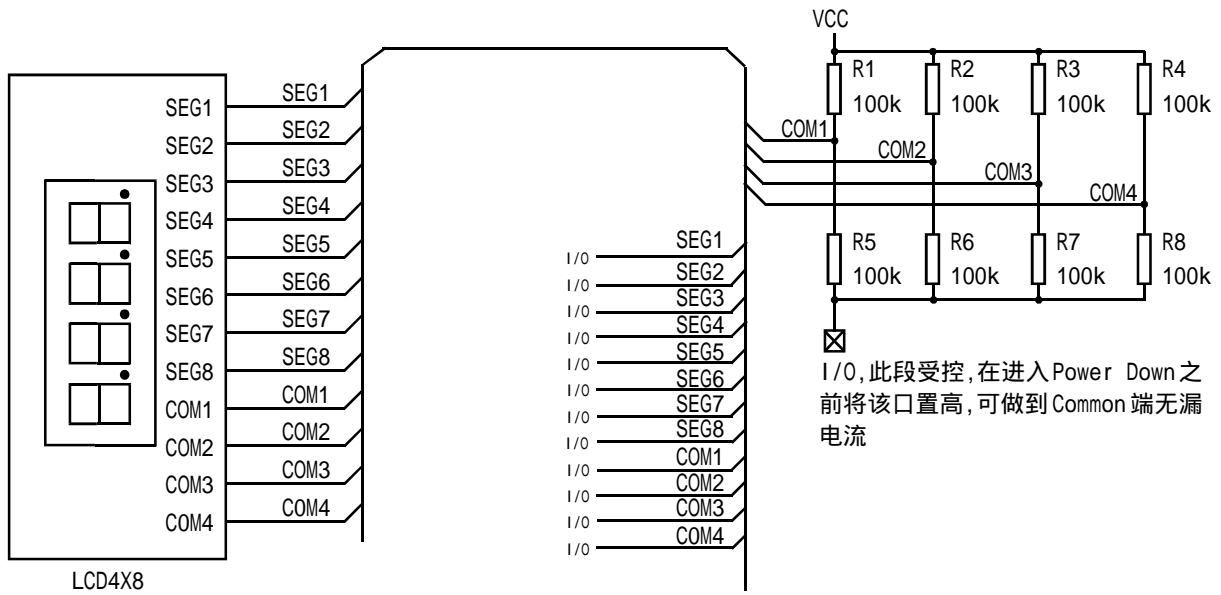 VCC
R1
100k
R2
100k
R3
100k
R4
100k
COM1
COM2
COM3
COM4
R5
100k
R6
100k
R7
100k
R8
100k
I/O,此段受控,在进入Power Down之
前将该口置高,可做到Common端无漏
电流
SEG1 SEG1
SEG2 SEG2
SEG3 SEG3
SEG4 SEG4
SEG5 SEG5
SEG6 SEG6
SEG7 SEG7
SEG8 SEG8
COM1 COM1
COM2 COM2
COM3 COM3
COM4 COM4
LCD4X8
I/O SEG1
I/O SEG2
I/O SEG3
I/O SEG4
I/O SEG5
I/O SEG6
I/O SEG7
I/O SEG8
I/O COM1
I/O COM2
I/O COM3
I/O COM4